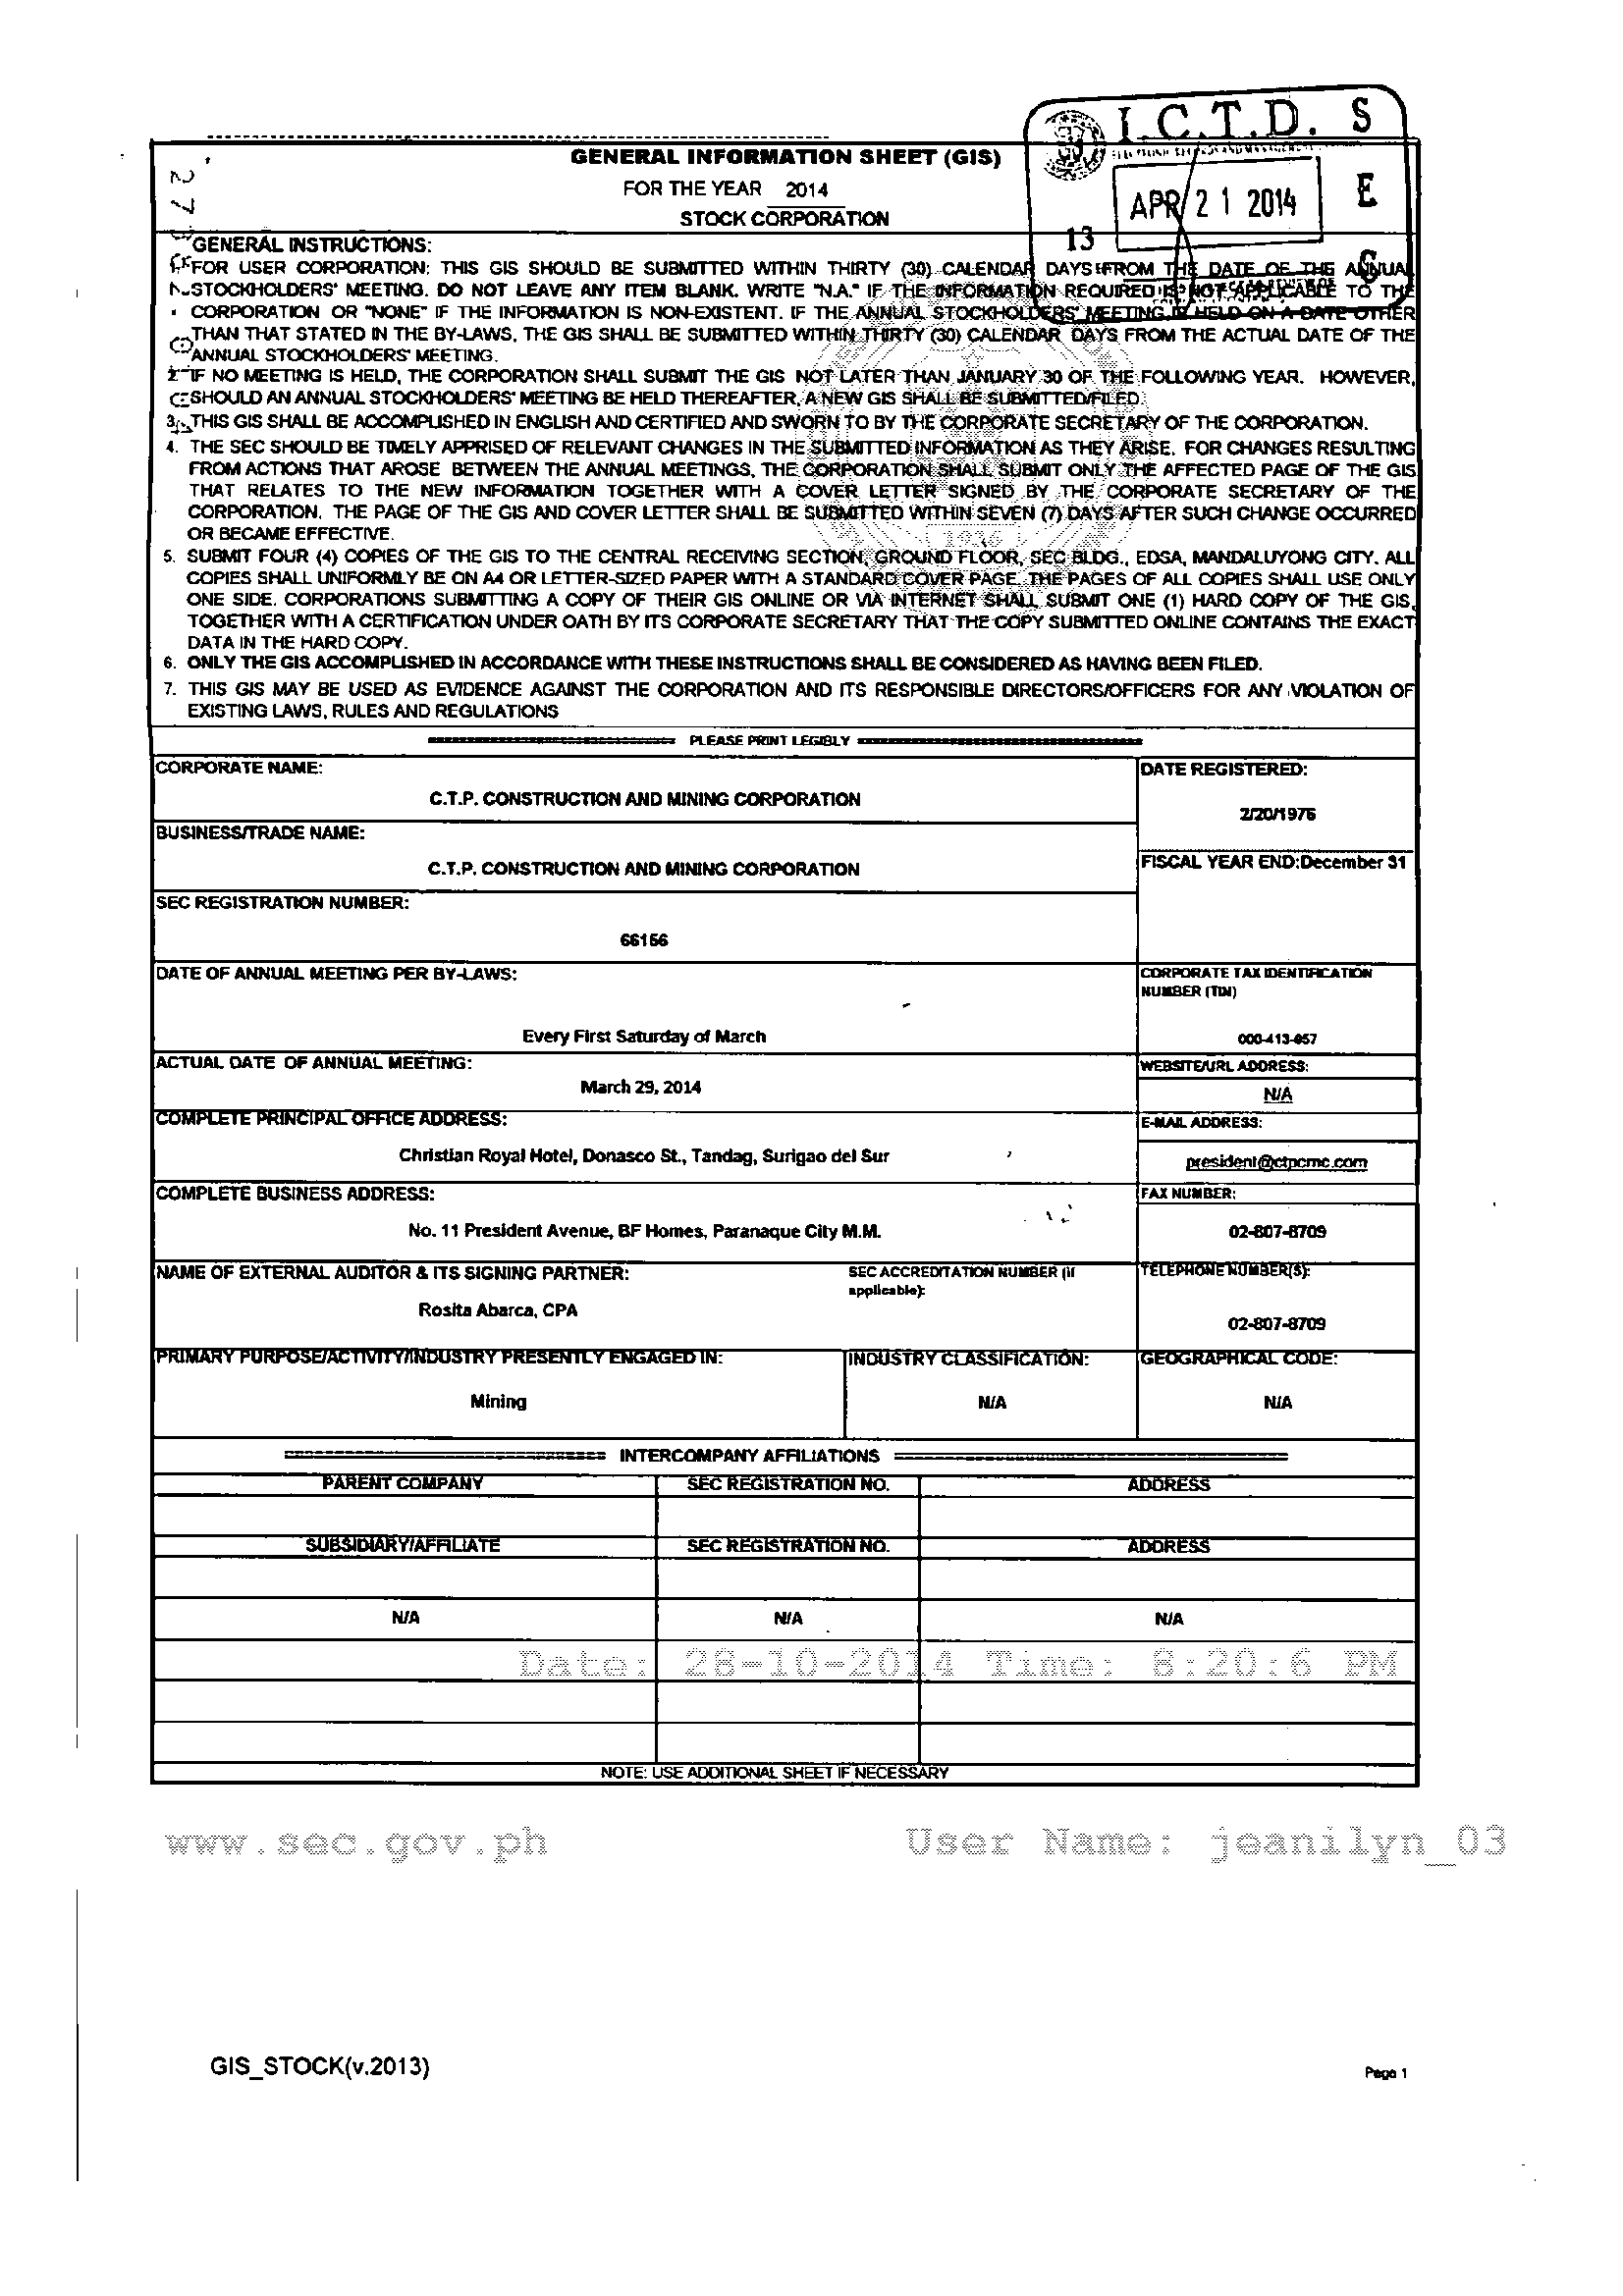 I.C.T.D. S
E
C
APR 21 2014
13
GENERAL INFORMATION SHEET (GIS)
FOR THE YEAR 2014
STOCK CORPORATION
GENERAL INSTRUCTIONS:
FOR USER CORPORATION: THIS GIS SHOULD BE SUBMITTED WITHIN THIRTY (30) CALENDAR DAYS FROM THE DATE OF THE ANNUAL
STOCKHOLDERS' MEETING. DO NOT LEAVE ANY ITEM BLANK. WRITE "N.A." IF THE INFORMATION REQUIRED IS NOT APPLICABLE TO THE
CORPORATION OR "NONE" IF THE INFORMATION IS NON-EXISTENT. IF THE ANNUAL STOCKHOLDERS' MEETING IS HELD ON A DATE OTHER
THAN THAT STATED IN THE BY-LAWS, THE GIS SHALL BE SUBMITTED WITHIN THIRTY (30) CALENDAR DAYS FROM THE ACTUAL DATE OF THE
ANNUAL STOCKHOLDERS' MEETING.
2. IF NO MEETING IS HELD, THE CORPORATION SHALL SUBMIT THE GIS NOT LATER THAN JANUARY 30 OF THE FOLLOWING YEAR. HOWEVER,
SHOULD AN ANNUAL STOCKHOLDERS' MEETING BE HELD THEREAFTER, A NEW GIS SHALL BE SUBMITTED/FILED.
3. THIS GIS SHALL BE ACCOMPLISHED IN ENGLISH AND CERTIFIED AND SWORN TO BY THE CORPORATE SECRETARY OF THE CORPORATION.
4. THE SEC SHOULD BE TIMELY APPRISED OF RELEVANT CHANGES IN THE SUBMITTED INFORMATION AS THEY ARISE. FOR CHANGES RESULTING
FROM ACTIONS THAT AROSE BETWEEN THE ANNUAL MEETINGS, THE CORPORATION SHALL SUBMIT ONLY THE AFFECTED PAGE OF THE GIS
THAT RELATES TO THE NEW INFORMATION TOGETHER WITH A COVER LETTER SIGNED BY THE CORPORATE SECRETARY OF THE
CORPORATION. THE PAGE OF THE GIS AND COVER LETTER SHALL BE SUBMITTED WITHIN SEVEN (7) DAYS AFTER SUCH CHANGE OCCURRED
OR BECAME EFFECTIVE.
5. SUBMIT FOUR (4) COPIES OF THE GIS TO THE CENTRAL RECEIVING SECTION, GROUND FLOOR, SEC BLDG., EDSA, MANDALUYONG CITY. ALL
COPIES SHALL UNIFORMLY BE ON A4 OR LETTER-SIZED PAPER WITH A STANDARD COVER PAGE. THE PAGES OF ALL COPIES SHALL USE ONLY
ONE SIDE. CORPORATIONS SUBMITTING A COPY OF THEIR GIS ONLINE OR VIA INTERNET SHALL SUBMIT ONE (1) HARD COPY OF THE GIS,
TOGETHER WITH A CERTIFICATION UNDER OATH BY ITS CORPORATE SECRETARY THAT THE COPY SUBMITTED ONLINE CONTAINS THE EXACT
DATA IN THE HARD COPY.
6. ONLY THE GIS ACCOMPLISHED IN ACCORDANCE WITH THESE INSTRUCTIONS SHALL BE CONSIDERED AS HAVING BEEN FILED.
7. THIS GIS MAY BE USED AS EVIDENCE AGAINST THE CORPORATION AND ITS RESPONSIBLE DIRECTORS/OFFICERS FOR ANY VIOLATION OF
EXISTING LAWS, RULES AND REGULATIONS
PLEASE PRINT LEGIBLY
CORPORATE NAME: DATE REGISTERED:
C.T.P. CONSTRUCTION AND MINING CORPORATION
2/20/1976
BUSINESS/TRADE NAME:
C.T.P. CONSTRUCTION AND MINING CORPORATION
FISCAL YEAR END: December 31
SEC REGISTRATION NUMBER:
66156
DATE OF ANNUAL MEETING PER BY-LAWS:
CORPORATE TAX IDENTIFICATION
NUMBER (TIN)
Every First Saturday of March
000-413-057
ACTUAL DATE OF ANNUAL MEETING:
WEBSITE/URL ADDRESS:
March 29, 2014
N/A
COMPLETE PRINCIPAL OFFICE ADDRESS:
E-MAIL ADDRESS:
Christian Royal Hotel, Donasco St., Tandag, Surigao del Sur
president@ctpcmc.com
COMPLETE BUSINESS ADDRESS:
FAX NUMBER:
No. 11 President Avenue, BF Homes, Paranaque City M.M.
02-807-8709
NAME OF EXTERNAL AUDITOR & ITS SIGNING PARTNER:
SEC ACCREDITATION NUMBER (if
applicable):
TELEPHONE NUMBER(S):
Rosita Abarca, CPA
02-807-8709
PRIMARY PURPOSE/ACTIVITY/INDUSTRY PRESENTLY ENGAGED IN: INDUSTRY CLASSIFICATION: GEOGRAPHICAL CODE:
Mining N/A N/A
INTERCOMPANY AFFILIATIONS
PARENT COMPANY SEC REGISTRATION NO. ADDRESS
SUBSIDIARY/AFFILIATE SEC REGISTRATION NO. ADDRESS
N/A N/A N/A
Date: 28-10-2014 Time: 8:20:6 PM
NOTE: USE ADDITIONAL SHEET IF NECESSARY
www.sec.gov.ph User Name: jeanilyn_03
GIS_STOCK(v.2013) Page 1